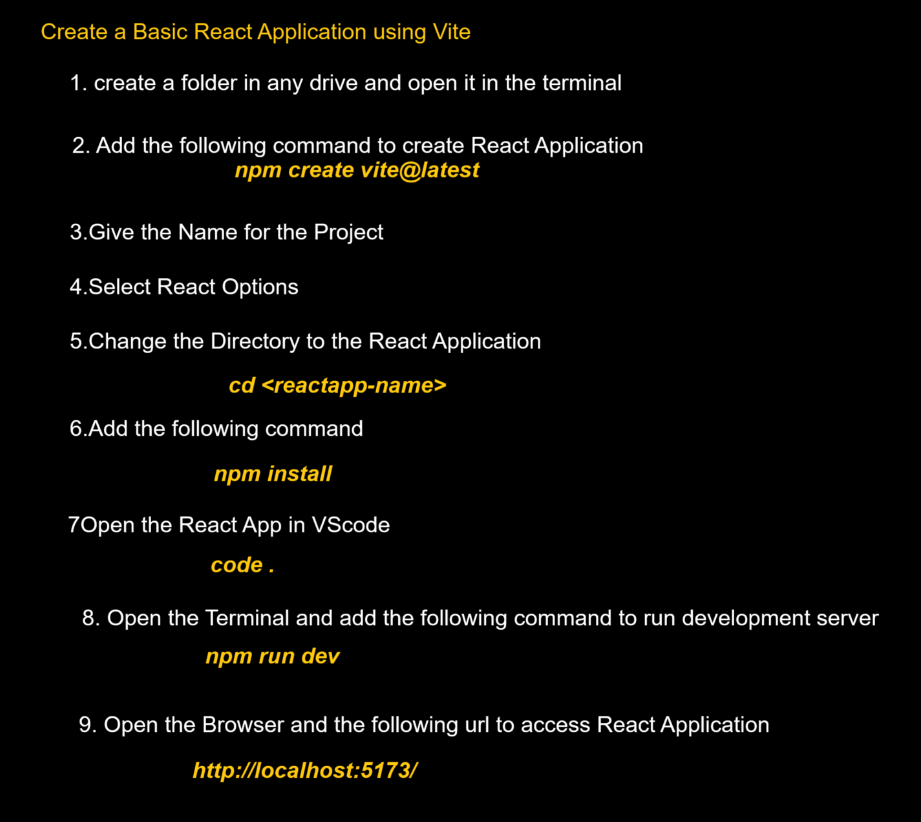 Create a Basic React Application using Vite
1. create a folder in any drive and open it in the terminal
2. Add the following command to create React Application
npm create vite@latest
3.Give the Name for the Project
4.Select React Options
5.Change the Directory to the React Application
cd <reactapp-name>
6.Add the following command
npm install
7Open the React App in VScode
code .
8. Open the Terminal and add the following command to run development server
npm run dev
9. Open the Browser and the following url to access React Application
http://localhost:5173/